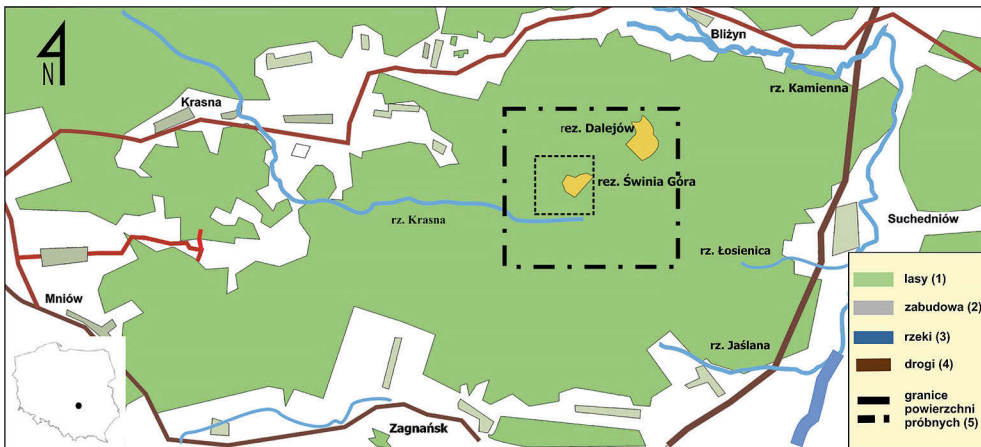 N
Bliżyn
rz. Kamienna
Krasna
rez. Dalejów
rez. Świnia Góra
rz. Krasna
Suchedniów
rz. Łosienica
Mniów
rz. Jaślana
Zagnańsk
lasy (1)
zabudowa (2)
rzeki (3)
drogi (4)
granice
powierzchni
próbnych (5)